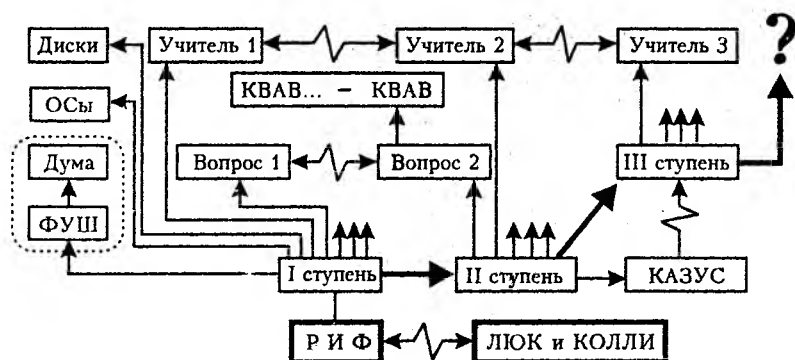 Диски
Учитель 1
Учитель 2
Учитель 3
?
КВАВ... – КВАВ
ОСы
Дума
Вопрос 1
Вопрос 2
III ступень
ФУШ
I ступень
II ступень
КАЗУС
РИФ
ЛЮК и КОЛЛИ